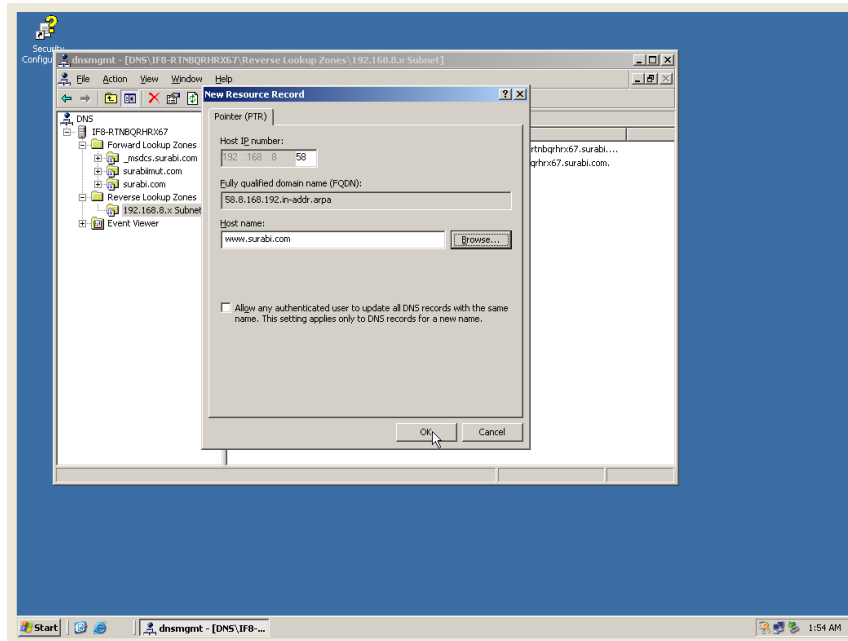 Security
Configu
dnsmgmt - [DNS\IF8-RTNBQRHRX67\Reverse Lookup Zones\192.168.8.x Subnet]
File Action View Window Help
New Resource Record
DNS
IF8-RTNBQRHRX67
Forward Lookup Zones
_msdcs.surabi.com
surabiimut.com
surabi.com
Reverse Lookup Zones
192.168.8.x Subnet
Event Viewer
rtnbqrhrx67.surabi....
qrhrx67.surabi.com.
Pointer (PTR)
Host IP number:
192 .168 .8 58
Fully qualified domain name (FQDN):
58.8.168.192.in-addr.arpa
Host name:
www.surabi.com
Browse...
Allow any authenticated user to update all DNS records with the same
name. This setting applies only to DNS records for a new name.
OK
Cancel
Start
dnsmgmt - [DNS\IF8-...
1:54 AM